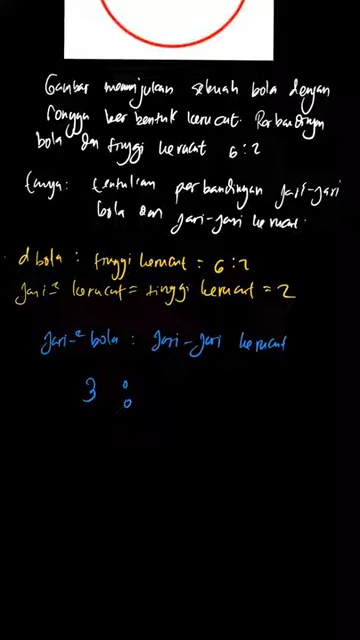 Gambar menunjukan sebuah bola dengan
rongga berbentuk kerucut. Perbandingan
bola dan tinggi kerucut 6:2
tanya: tentukan perbandingan jari²-jari
bola dan jari-jari kerucut.
d bola : tinggi kerucut = 6:2
jari-² kerucut = tinggi kerucut = 2
jari-² bola : jari-jari kerucut
3 :